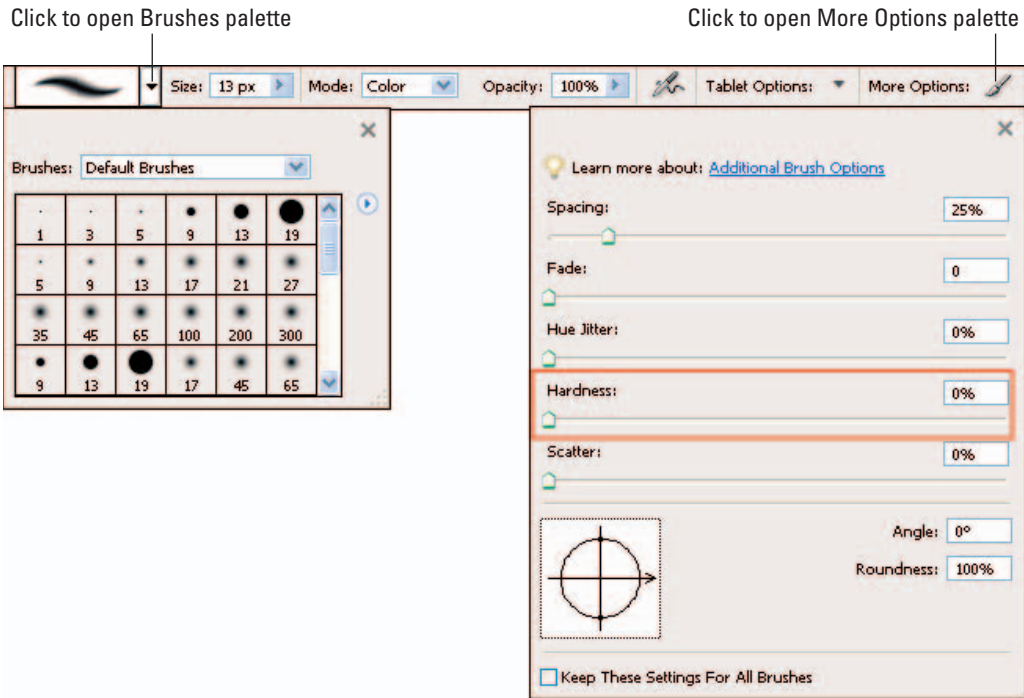 Click to open Brushes palette
Click to open More Options palette
Size: 13 px Mode: Color Opacity: 100% Tablet Options: More Options:
Brushes: Default Brushes
1 3 5 9 13 19
5 9 13 17 21 27
35 45 65 100 200 300
9 13 19 17 45 65
Learn more about: Additional Brush Options
Spacing: 25%
Fade: 0
Hue Jitter: 0%
Hardness: 0%
Scatter: 0%
Angle: 0°
Roundness: 100%
Keep These Settings For All Brushes